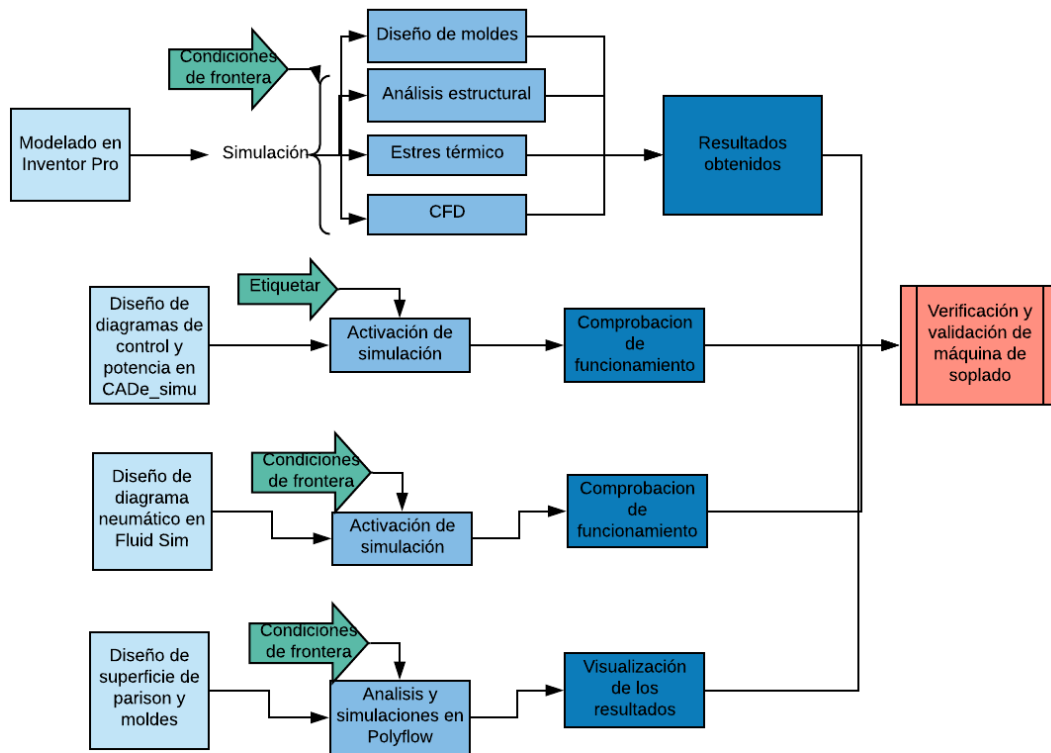 Condiciones
de frontera
Modelado en
Inventor Pro
Simulación
Diseño de moldes
Análisis estructural
Estres térmico
CFD
Resultados
obtenidos
Etiquetar
Diseño de
diagramas de
control y
potencia en
CADe_simu
Activación de
simulación
Comprobacion
de
funcionamiento
Verificación y
validación de
máquina de
soplado
Condiciones
de frontera
Diseño de
diagrama
neumático en
Fluid Sim
Activación de
simulación
Comprobacion
de
funcionamiento
Condiciones
de frontera
Diseño de
superficie de
parison y
moldes
Analisis y
simulaciones en
Polyflow
Visualización
de los
resultados